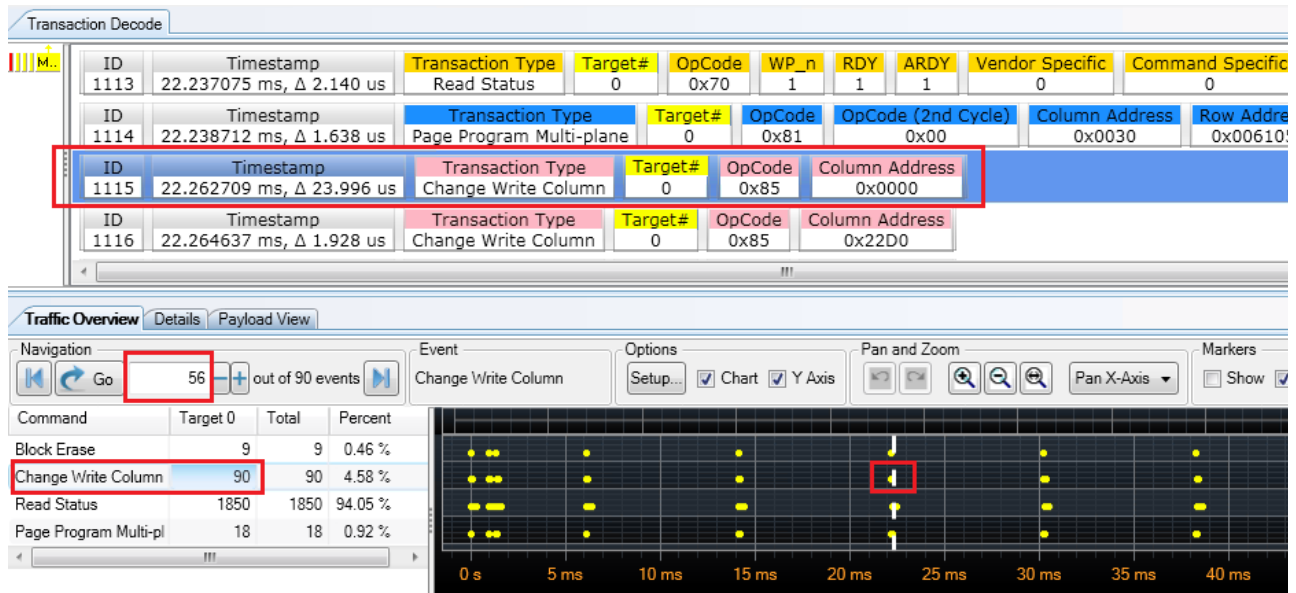 Transaction Decode
M..
ID Timestamp Transaction Type Target# OpCode WP_n RDY ARDY Vendor Specific Command Specific
1113 22.237075 ms, Δ 2.140 us Read Status 0 0x70 1 1 1 0 0
ID Timestamp Transaction Type Target# OpCode OpCode (2nd Cycle) Column Address Row Addre
1114 22.238712 ms, Δ 1.638 us Page Program Multi-plane 0 0x81 0x00 0x0030 0x006105
ID Timestamp Transaction Type Target# OpCode Column Address
1115 22.262709 ms, Δ 23.996 us Change Write Column 0 0x85 0x0000
ID Timestamp Transaction Type Target# OpCode Column Address
1116 22.264637 ms, Δ 1.928 us Change Write Column 0 0x85 0x22D0
Traffic Overview Details Payload View
Navigation Event Options Pan and Zoom Markers
Go 56 out of 90 events Change Write Column Setup... Chart Y Axis Pan X-Axis Show
Command Target 0 Total Percent
Block Erase 9 9 0.46 %
Change Write Column 90 90 4.58 %
Read Status 1850 1850 94.05 %
Page Program Multi-pl 18 18 0.92 %
0 s 5 ms 10 ms 15 ms 20 ms 25 ms 30 ms 35 ms 40 ms